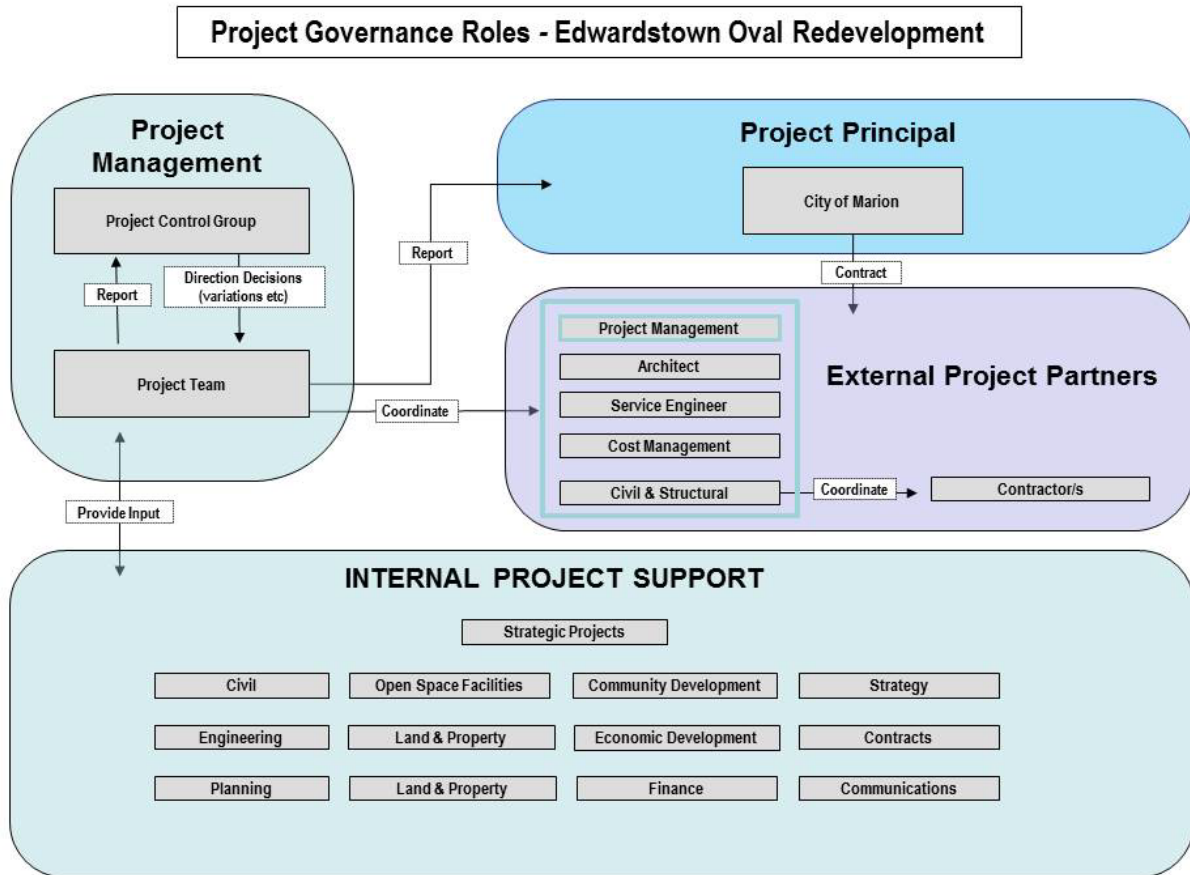 Project Governance Roles - Edwardstown Oval Redevelopment
Project
Management
Project Control Group
Report
Direction Decisions
(variations etc)
Project Team
Report
Coordinate
Provide Input
Project Principal
City of Marion
Contract
External Project Partners
Project Management
Architect
Service Engineer
Cost Management
Civil & Structural
Coordinate
Contractor/s
INTERNAL PROJECT SUPPORT
Strategic Projects
Civil
Open Space Facilities
Community Development
Strategy
Engineering
Land & Property
Economic Development
Contracts
Planning
Land & Property
Finance
Communications